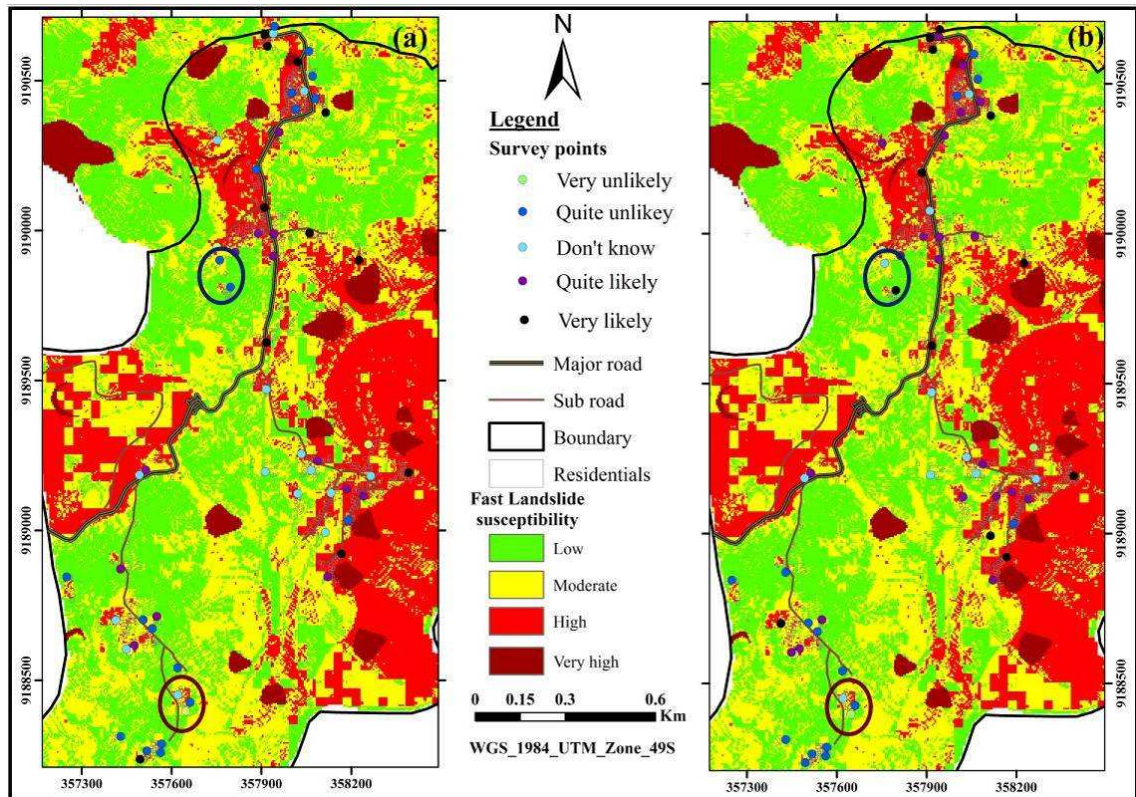 (a)
N
(b)
Legend
Survey points
Very unlikely
Quite unlikey
Don't know
Quite likely
Very likely
Major road
Sub road
Boundary
Residentials
Fast Landslide
susceptibility
Low
Moderate
High
Very high
0 0.15 0.3 0.6
Km
WGS_1984_UTM_Zone_49S
9190500
9190000
9189500
9189000
9188500
9190500
9190000
9189500
9189000
9188500
357300 357600 357900 358200
357300 357600 357900 358200